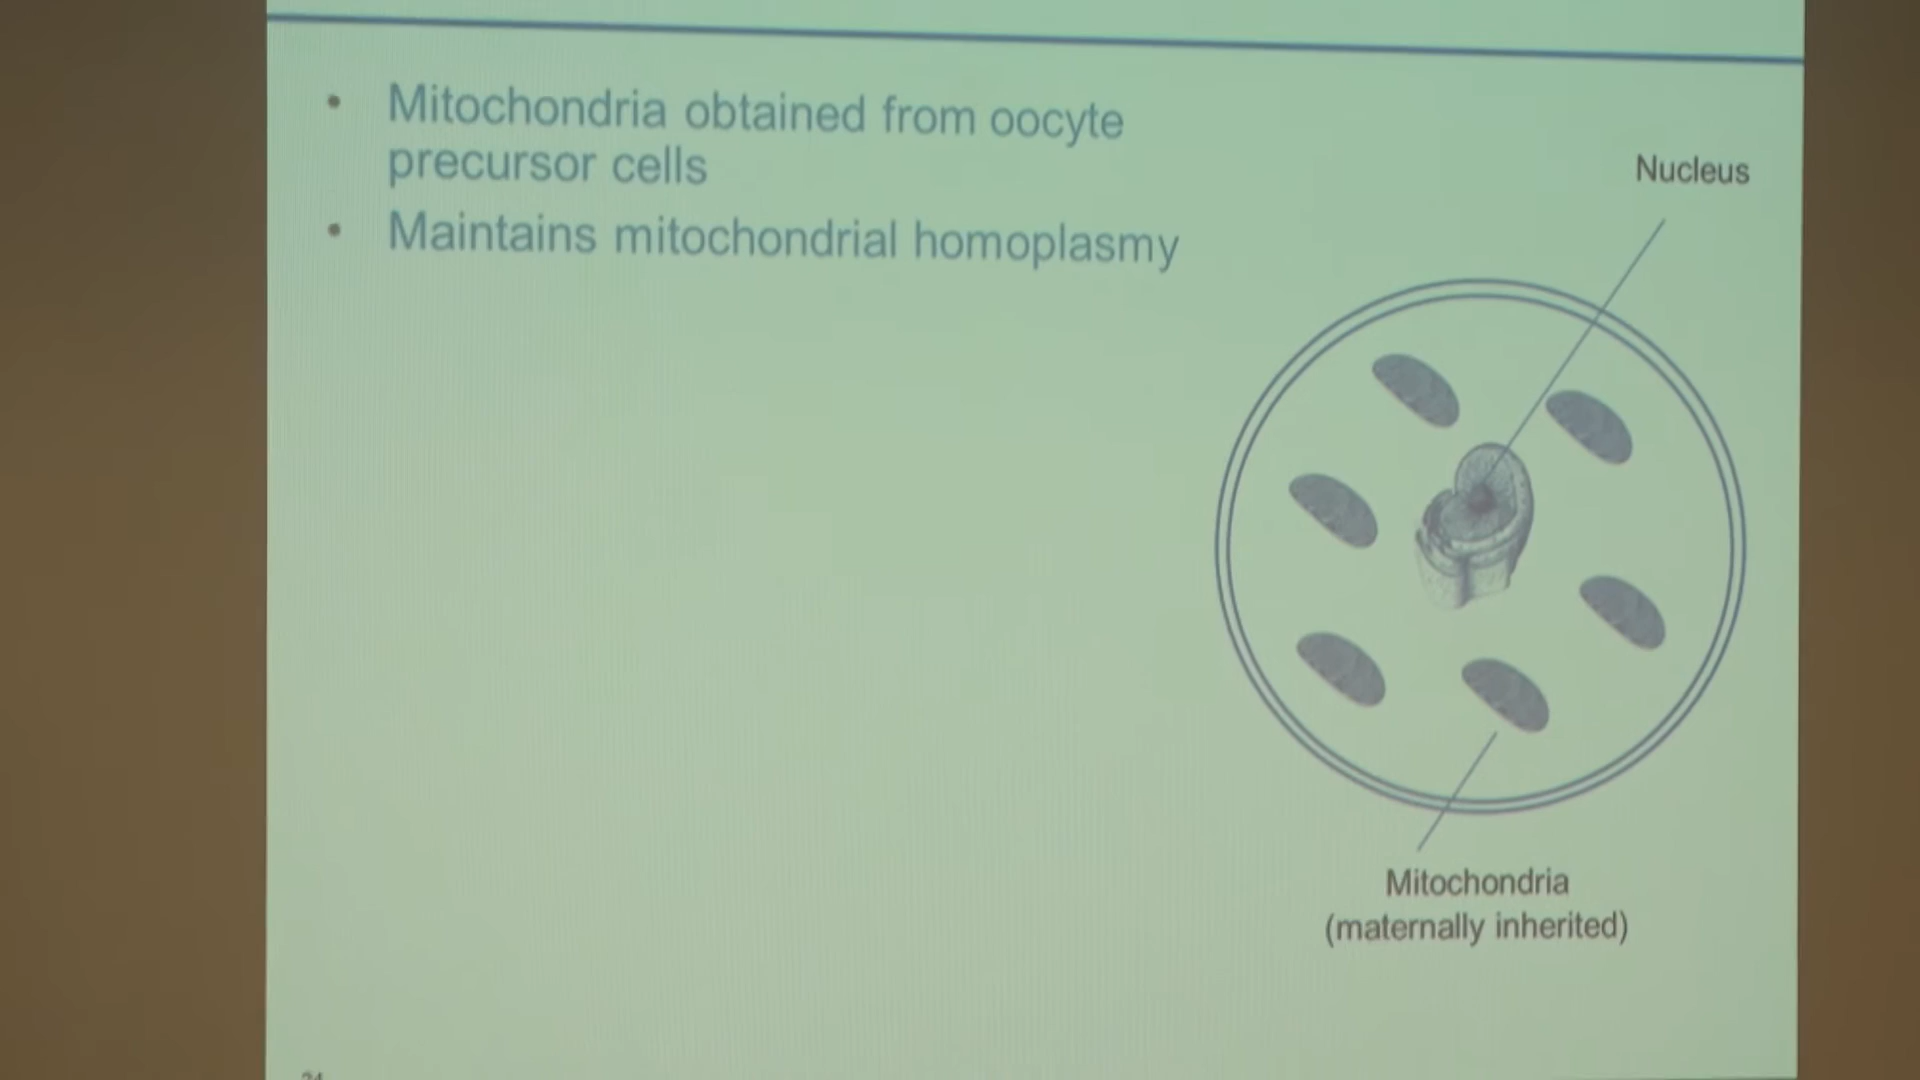 • Mitochondria obtained from oocyte
precursor cells
• Maintains mitochondrial homoplasmy
Nucleus
Mitochondria
(maternally inherited)